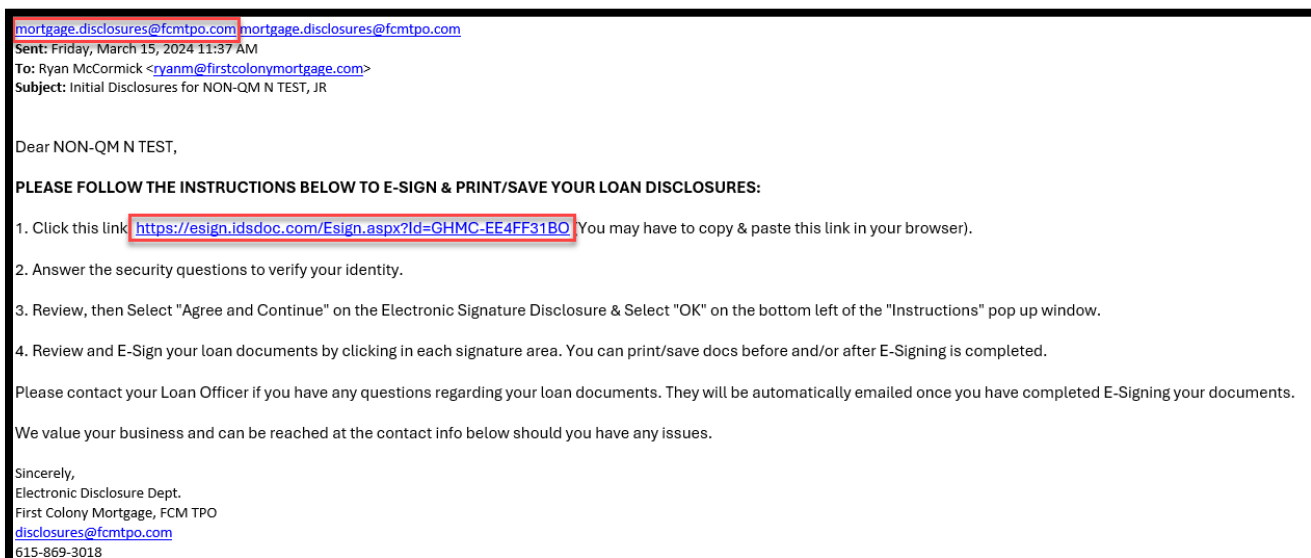 mortgage.disclosures@fcmtpo.com mortgage.disclosures@fcmtpo.com
Sent: Friday, March 15, 2024 11:37 AM
To: Ryan McCormick <ryanm@firstcolonymortgage.com>
Subject: Initial Disclosures for NON-QM N TEST, JR
Dear NON-QM N TEST,
PLEASE FOLLOW THE INSTRUCTIONS BELOW TO E-SIGN & PRINT/SAVE YOUR LOAN DISCLOSURES:
1. Click this link https://esign.idsdoc.com/Esign.aspx?Id=GHMC-EE4FF31BO (You may have to copy & paste this link in your browser).
2. Answer the security questions to verify your identity.
3. Review, then Select "Agree and Continue" on the Electronic Signature Disclosure & Select "OK" on the bottom left of the "Instructions" pop up window.
4. Review and E-Sign your loan documents by clicking in each signature area. You can print/save docs before and/or after E-Signing is completed.
Please contact your Loan Officer if you have any questions regarding your loan documents. They will be automatically emailed once you have completed E-Signing your documents.
We value your business and can be reached at the contact info below should you have any issues.
Sincerely,
Electronic Disclosure Dept.
First Colony Mortgage, FCM TPO
disclosures@fcmtpo.com
615-869-3018